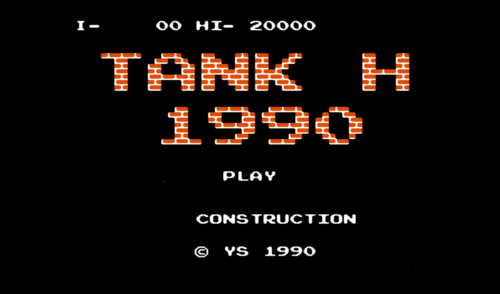 I-    00 HI- 20000
TANK H
1990
PLAY
CONSTRUCTION
© YS 1990